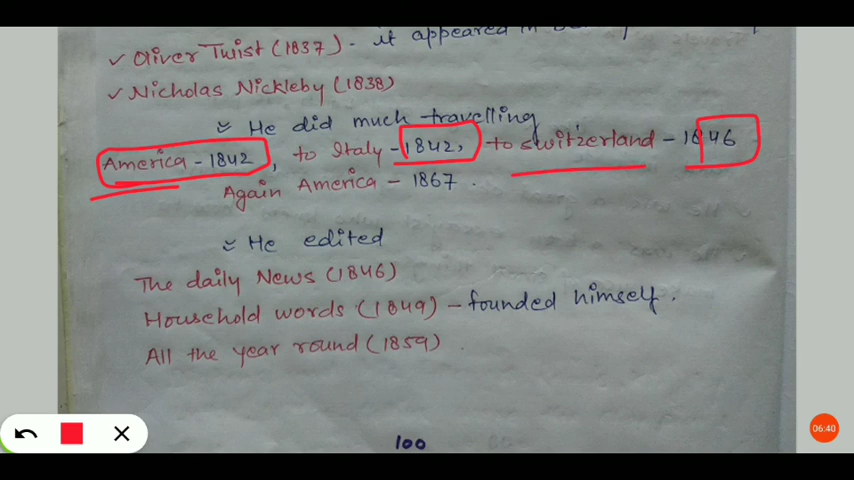 it appeared in
✓ Oliver Twist (1837) -
✓ Nicholas Nickleby (1838)
He did much travelling
America - 1842, to Italy - 1842, to switzerland - 1846
Again America - 1867.
He edited
The daily News (1846)
Household words (1849) - founded himself.
All the year round (1859).
100
06:40